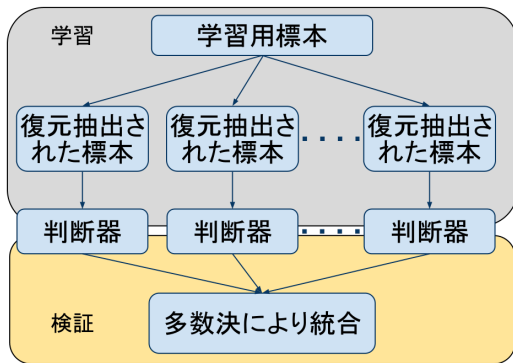 学習
学習用標本
復元抽出さ
れた標本
復元抽出さ
れた標本
復元抽出さ
れた標本
判断器
判断器
判断器
検証
多数決により統合